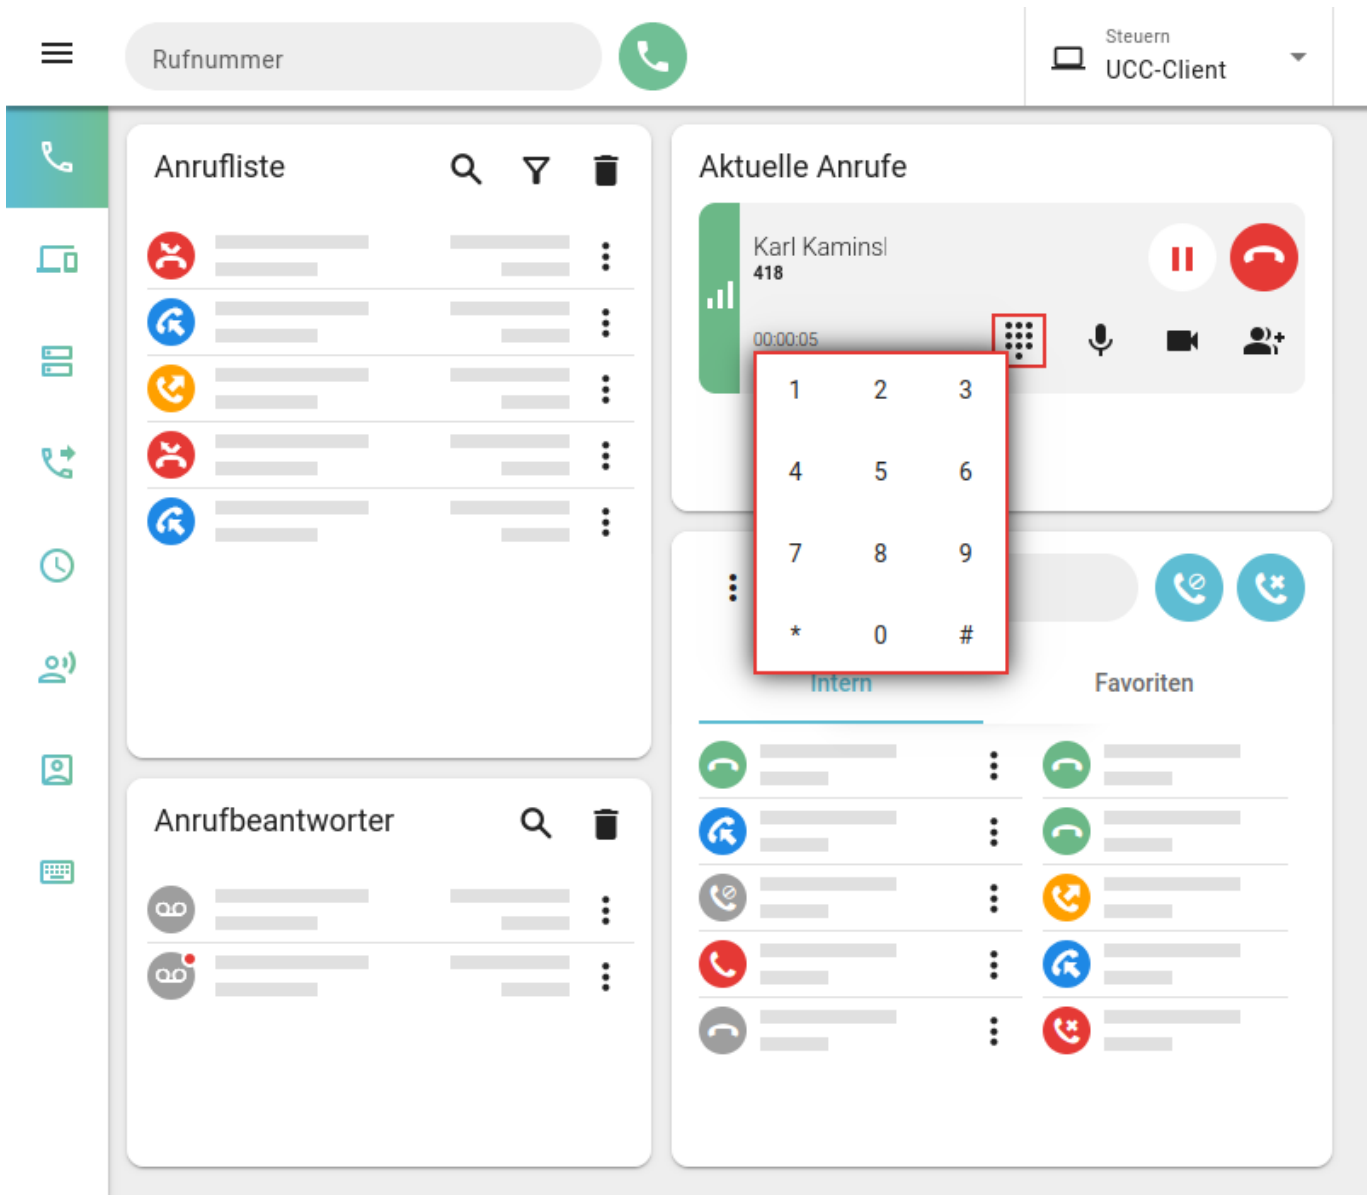 Rufnummer
Steuern
UCC-Client
Anrufliste
Aktuelle Anrufe
Karl Kaminsl
418
00:00:05
1 2 3
4 5 6
7 8 9
* 0 #
Intern
Favoriten
Anrufbeantworter